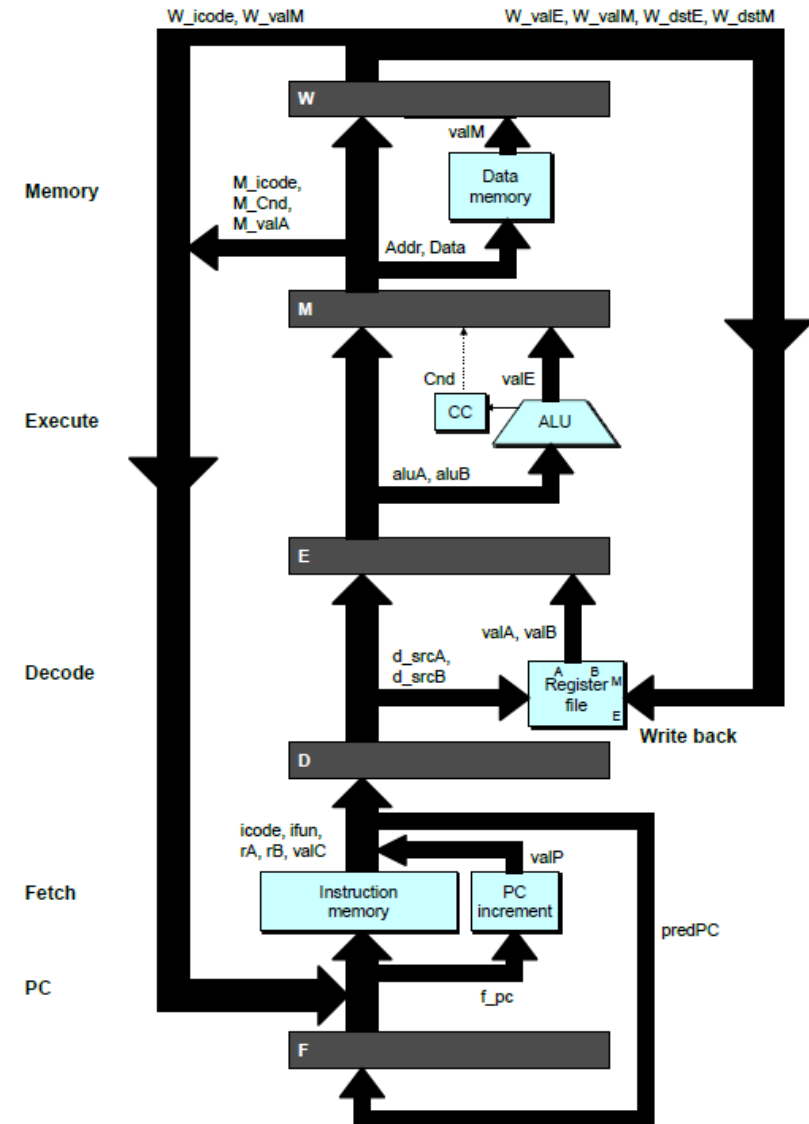 W_icode, W_valM
W_valE, W_valM, W_dstE, W_dstM
W
valM
Data
memory
Memory
M_icode,
M_Cnd,
M_valA
Addr, Data
M
Cnd
valE
CC
ALU
Execute
aluA, aluB
E
valA, valB
d_srcA,
d_srcB
Decode
A
B
M
Register
file
E
Write back
D
icode, ifun,
rA, rB, valC
valP
Fetch
Instruction
memory
PC
increment
predPC
PC
f_pc
F